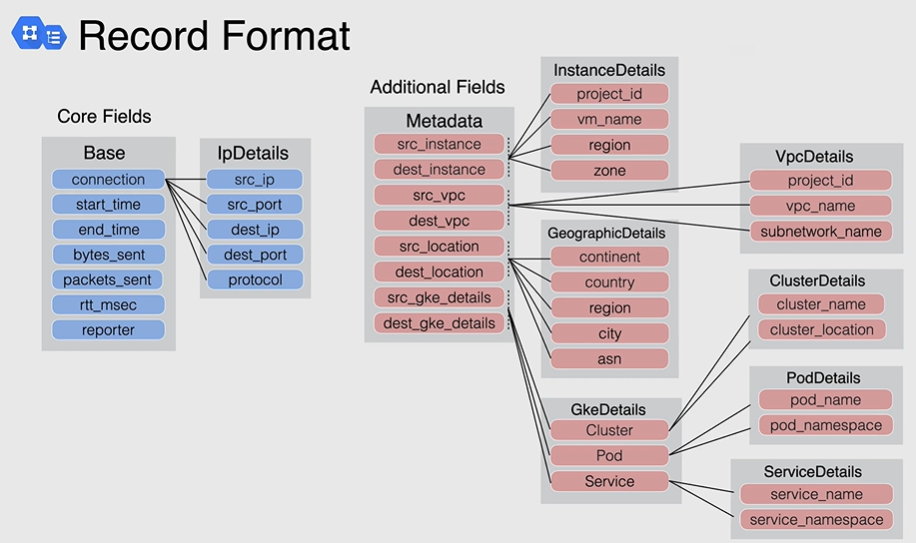 Record Format
Core Fields
Base
connection
start_time
end_time
bytes_sent
packets_sent
rtt_msec
reporter
IpDetails
src_ip
src_port
dest_ip
dest_port
protocol
Additional Fields
Metadata
src_instance
dest_instance
src_vpc
dest_vpc
src_location
dest_location
src_gke_details
dest_gke_details
InstanceDetails
project_id
vm_name
region
zone
VpcDetails
project_id
vpc_name
subnetwork_name
GeographicDetails
continent
country
region
city
asn
GkeDetails
Cluster
Pod
Service
ClusterDetails
cluster_name
cluster_location
PodDetails
pod_name
pod_namespace
ServiceDetails
service_name
service_namespace